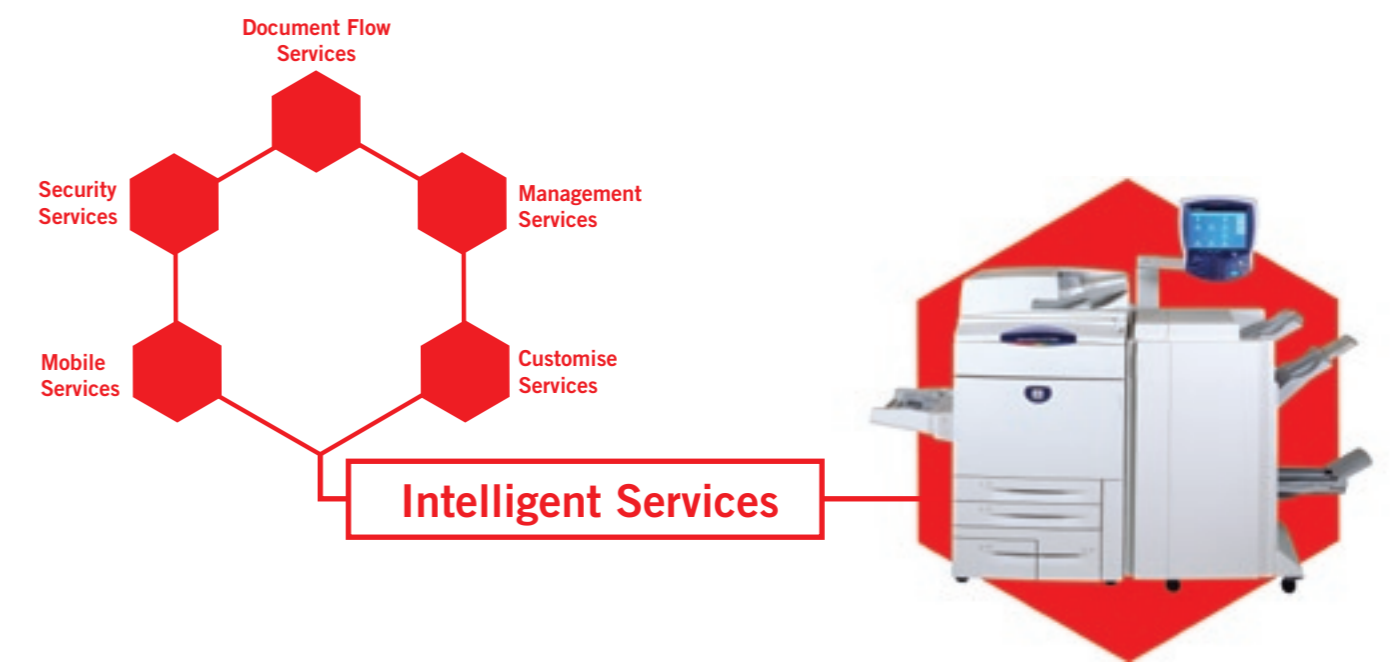 Document Flow
Services
Security
Services
Management
Services
Mobile
Services
Customise
Services
Intelligent Services